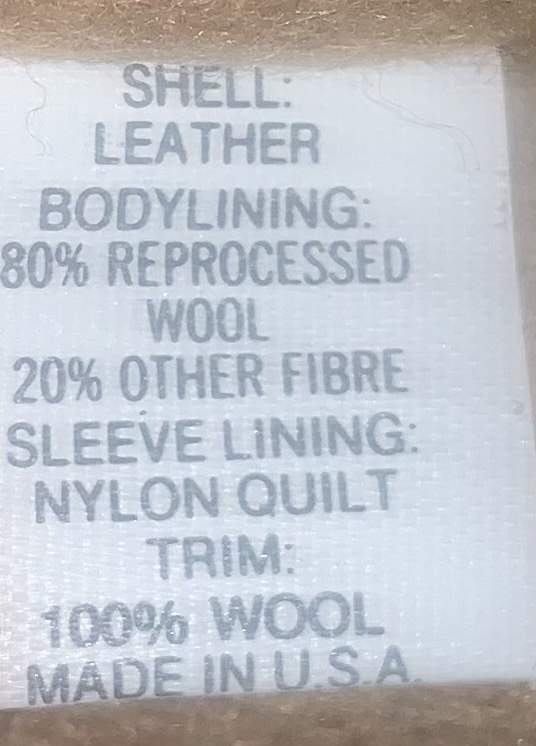 SHELL:
LEATHER
BODYLINING:
80% REPROCESSED
WOOL
20% OTHER FIBRE
SLEEVE LINING:
NYLON QUILT
TRIM:
100% WOOL
MADE IN U.S.A.